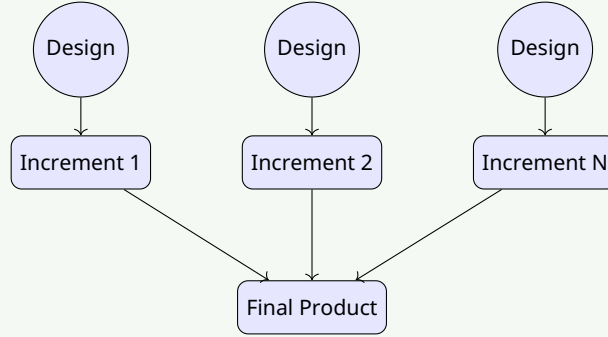 Design
Design
Design
Increment 1
Increment 2
Increment N
Final Product